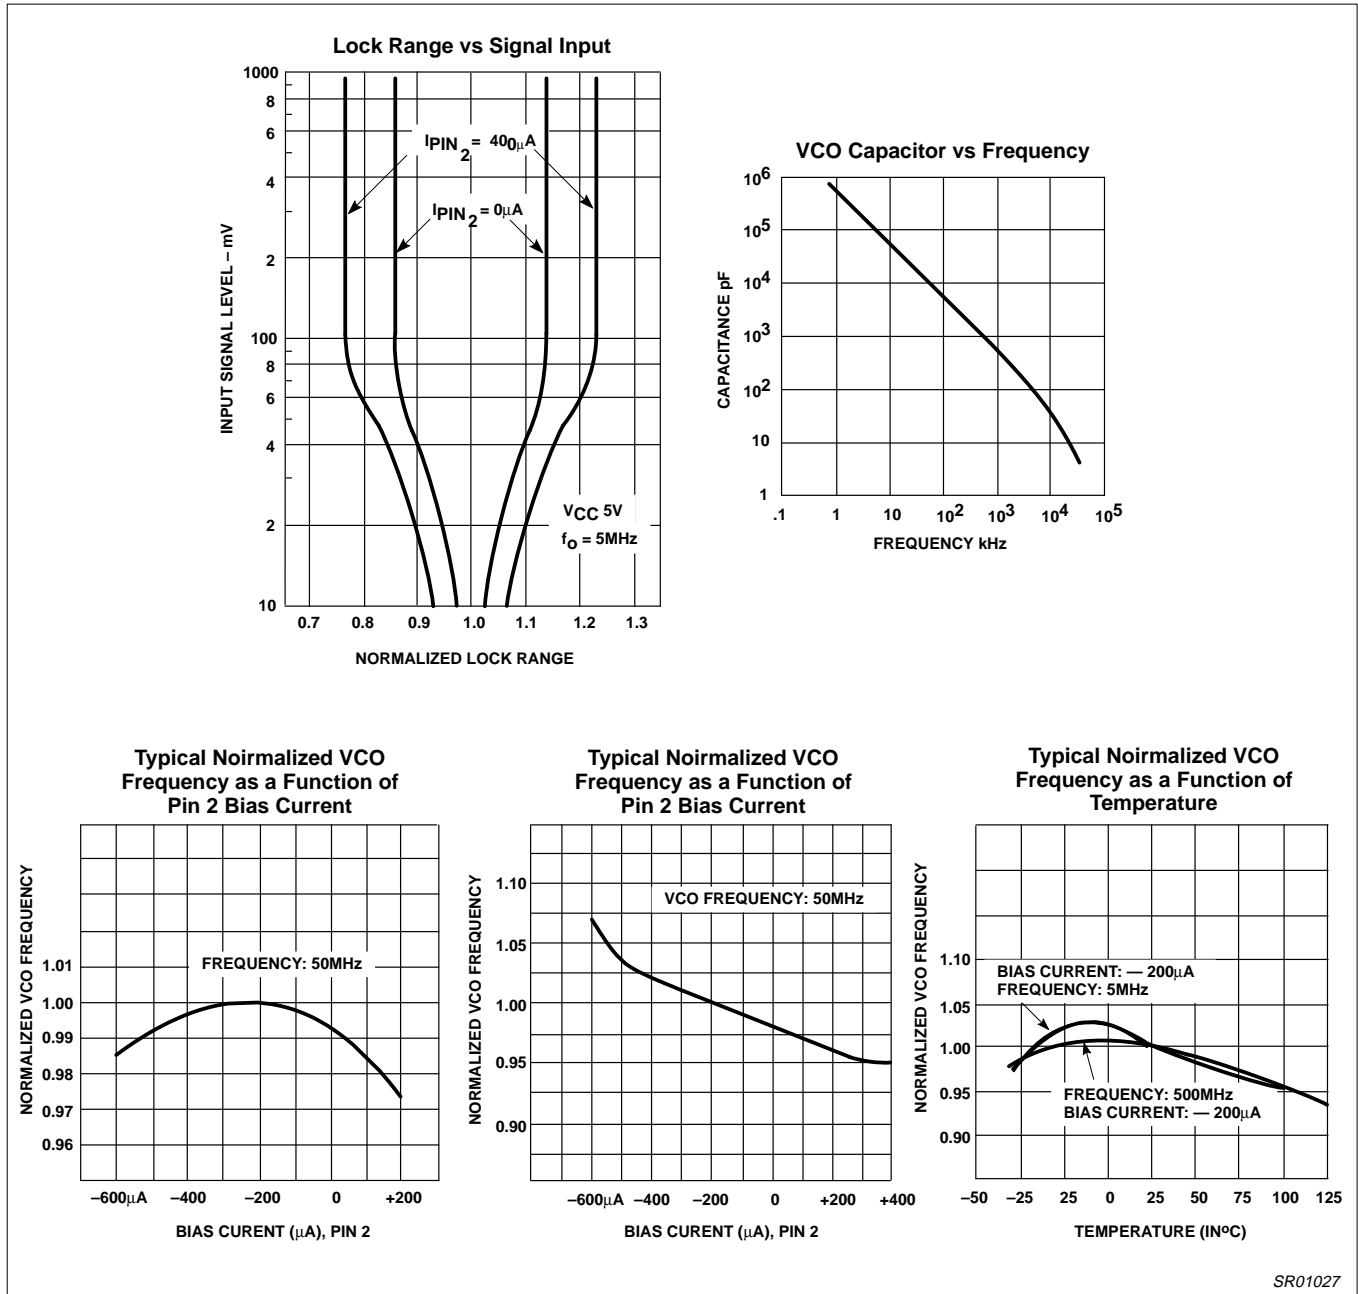 Lock Range vs Signal Input
1000
8
6
4
2
100
8
6
4
2
10
INPUT SIGNAL LEVEL – mV
IPIN 2 = 400µA
IPIN 2 = 0µA
VCC 5V
fo = 5MHz
0.7 0.8 0.9 1.0 1.1 1.2 1.3
NORMALIZED LOCK RANGE
VCO Capacitor vs Frequency
10^6
10^5
10^4
10^3
10^2
10
1
CAPACITANCE pF
.1 1 10 10^2 10^3 10^4 10^5
FREQUENCY kHz
Typical Noirmalized VCO
Frequency as a Function of
Pin 2 Bias Current
NORMALIZED VCO FREQUENCY
1.01
1.00
0.99
0.98
0.97
0.96
FREQUENCY: 50MHz
–600µA –400 –200 0 +200
BIAS CURENT (µA), PIN 2
Typical Noirmalized VCO
Frequency as a Function of
Pin 2 Bias Current
NORMALIZED VCO FREQUENCY
1.10
1.05
1.00
0.95
0.90
VCO FREQUENCY: 50MHz
–600µA –400 –200 0 +200 +400
BIAS CURENT (µA), PIN 2
Typical Noirmalized VCO
Frequency as a Function of
Temperature
NORMALIZED VCO FREQUENCY
1.10
1.05
1.00
0.95
0.90
BIAS CURRENT: — 200µA
FREQUENCY: 5MHz
FREQUENCY: 500MHz
BIAS CURRENT: — 200µA
–50 –25 25 0 25 50 75 100 125
TEMPERATURE (INºC)
SR01027